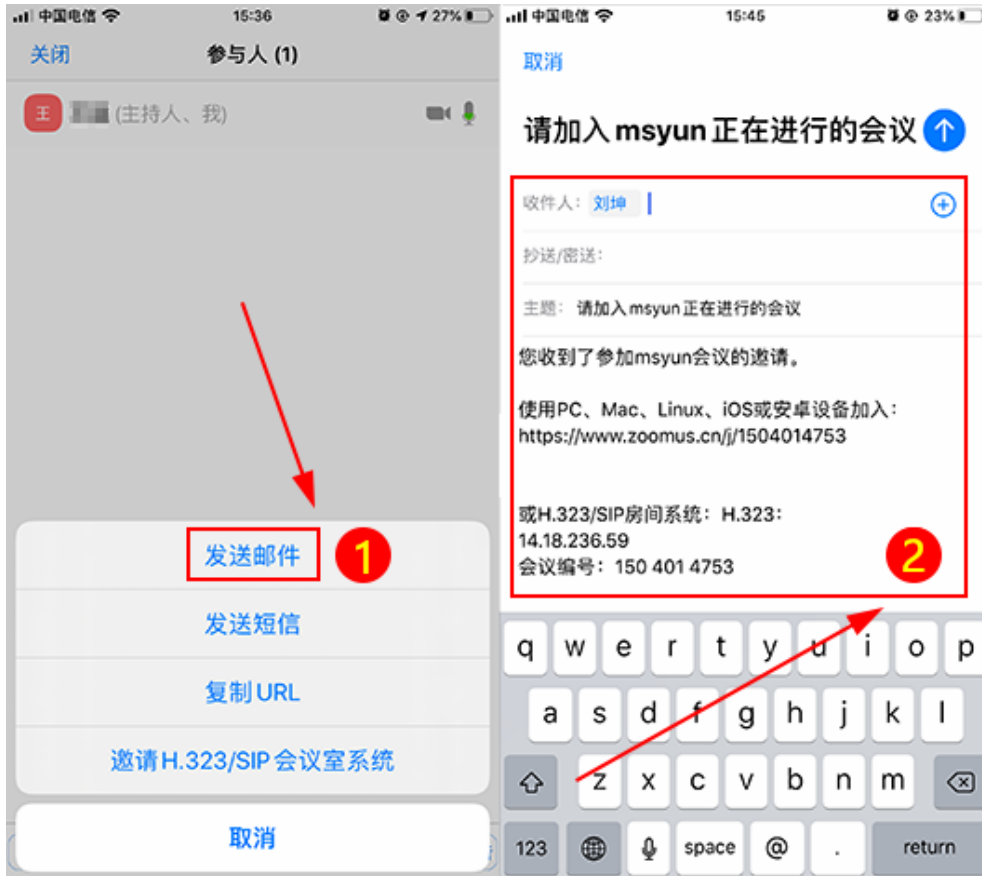 中国电信 15:36 27%
关闭 参与人 (1)
王 (主持人、我)
发送邮件 1
发送短信
复制 URL
邀请 H.323/SIP 会议室系统
取消
中国电信 15:45 23%
取消
请加入 msyun 正在进行的会议
收件人: 刘坤
抄送/密送:
主题: 请加入 msyun 正在进行的会议
您收到了参加msyun会议的邀请。
使用PC、Mac、Linux、iOS或安卓设备加入:
https://www.zoomus.cn/j/1504014753
或H.323/SIP房间系统: H.323:
14.18.236.59
会议编号: 150 401 4753
2
q w e r t y u i o p
a s d f g h j k l
z x c v b n m
123 space @ . return